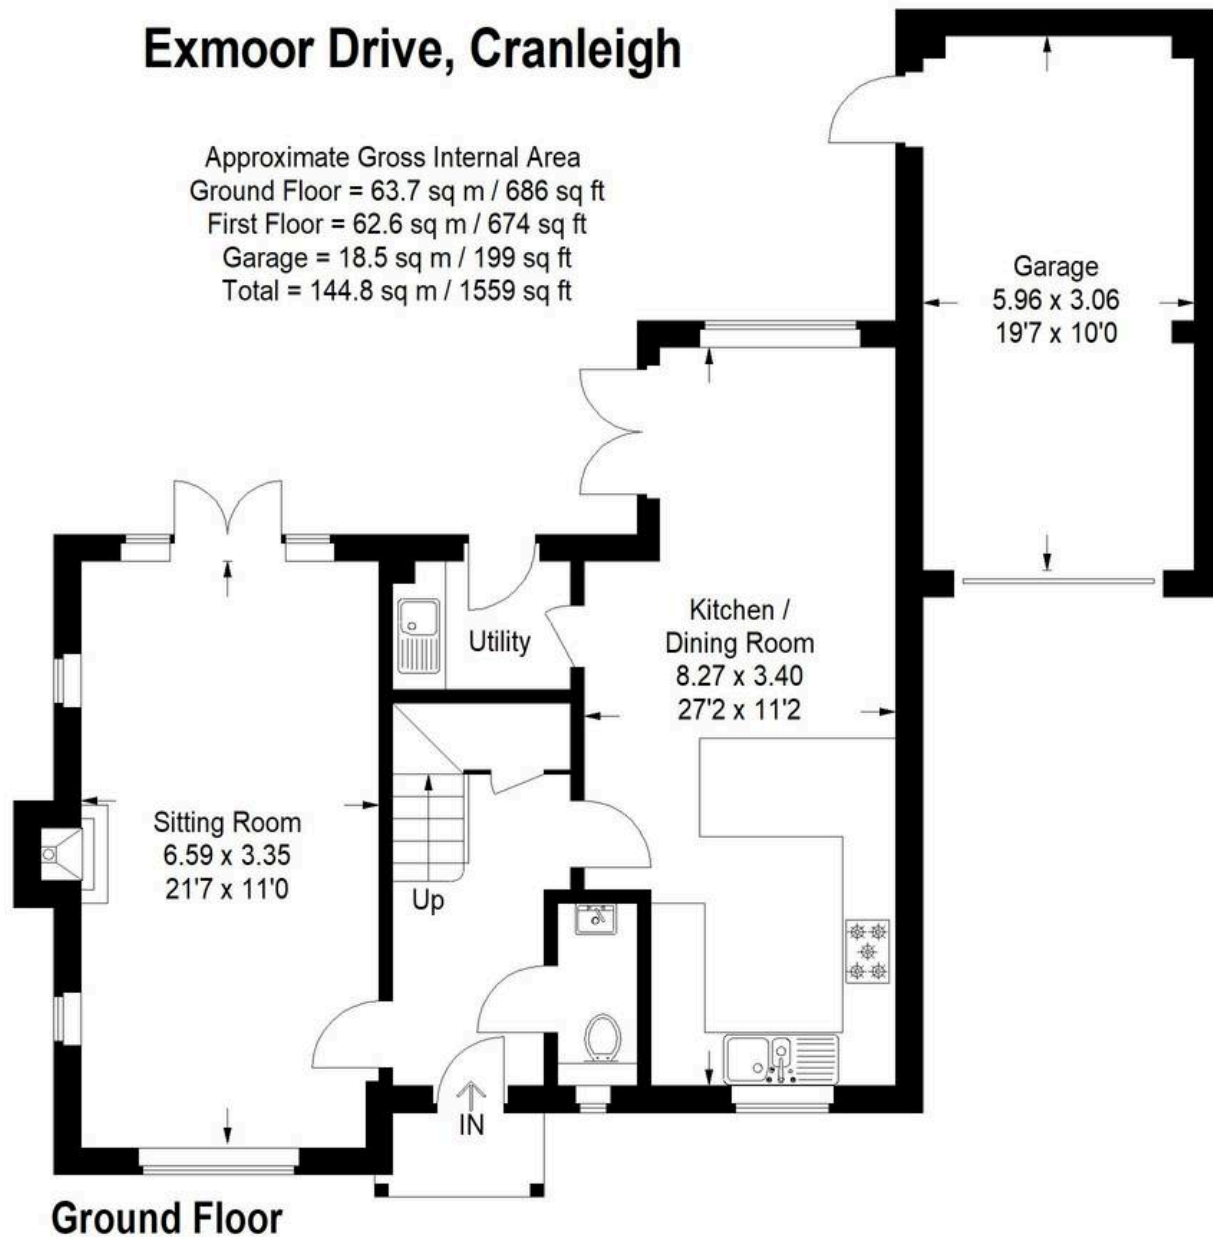 Exmoor Drive, Cranleigh
Approximate Gross Internal Area
Ground Floor = 63.7 sq m / 686 sq ft
First Floor = 62.6 sq m / 674 sq ft
Garage = 18.5 sq m / 199 sq ft
Total = 144.8 sq m / 1559 sq ft
Garage
5.96 x 3.06
19'7 x 10'0
Kitchen /
Dining Room
8.27 x 3.40
27'2 x 11'2
Utility
Sitting Room
6.59 x 3.35
21'7 x 11'0
Up
IN
Ground Floor